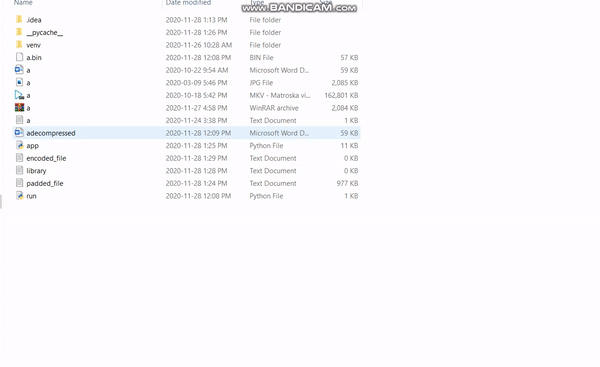 Name Date modified Type Size
www.BANDICAM.com
.idea 2020-11-28 1:13 PM File folder
__pycache__ 2020-11-28 1:26 PM File folder
venv 2020-11-26 10:28 AM File folder
a.bin 2020-11-28 12:08 PM BIN File 57 KB
a 2020-10-22 9:54 AM Microsoft Word D... 59 KB
a 2020-03-09 5:46 PM JPG File 2,085 KB
a 2020-10-18 5:42 PM MKV - Matroska vi... 162,801 KB
a 2020-11-27 4:58 PM WinRAR archive 2,084 KB
a 2020-11-24 3:38 PM Text Document 1 KB
adecompressed 2020-11-28 12:09 PM Microsoft Word D... 59 KB
app 2020-11-28 1:25 PM Python File 11 KB
encoded_file 2020-11-28 1:29 PM Text Document 0 KB
library 2020-11-28 1:28 PM Text Document 0 KB
padded_file 2020-11-28 1:24 PM Text Document 977 KB
run 2020-11-28 12:08 PM Python File 1 KB